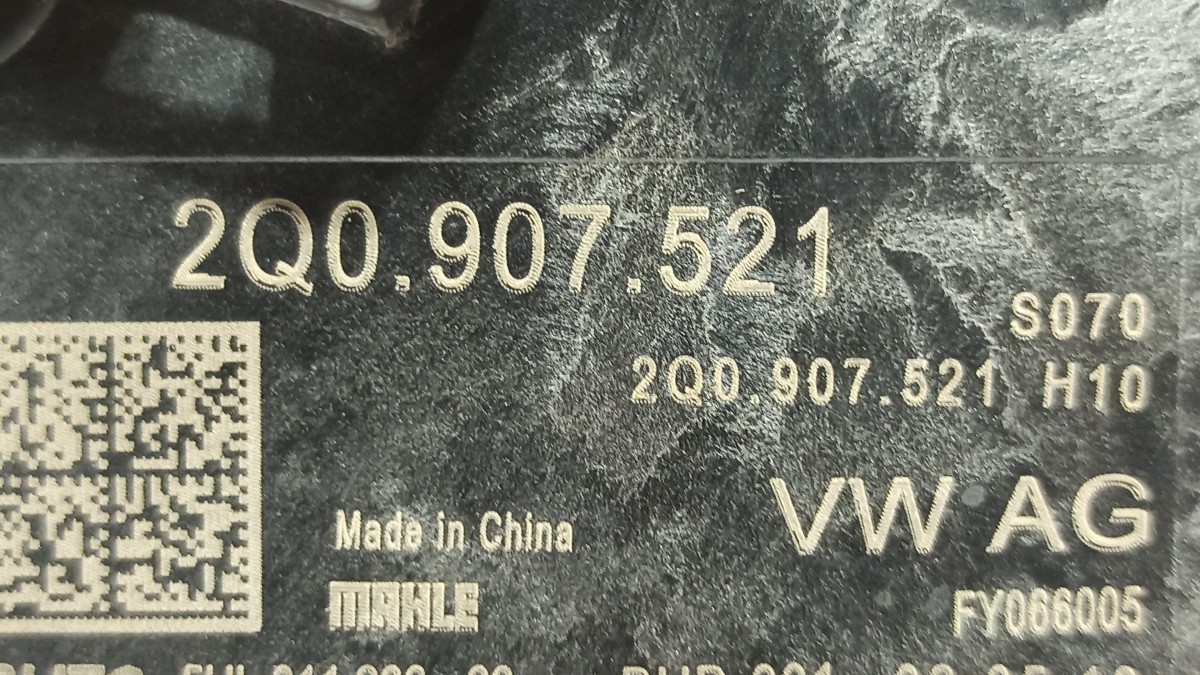 2Q0.907.521
S070
2Q0.907.521 H10
VW AG
Made in China
MAHLE
FY066005